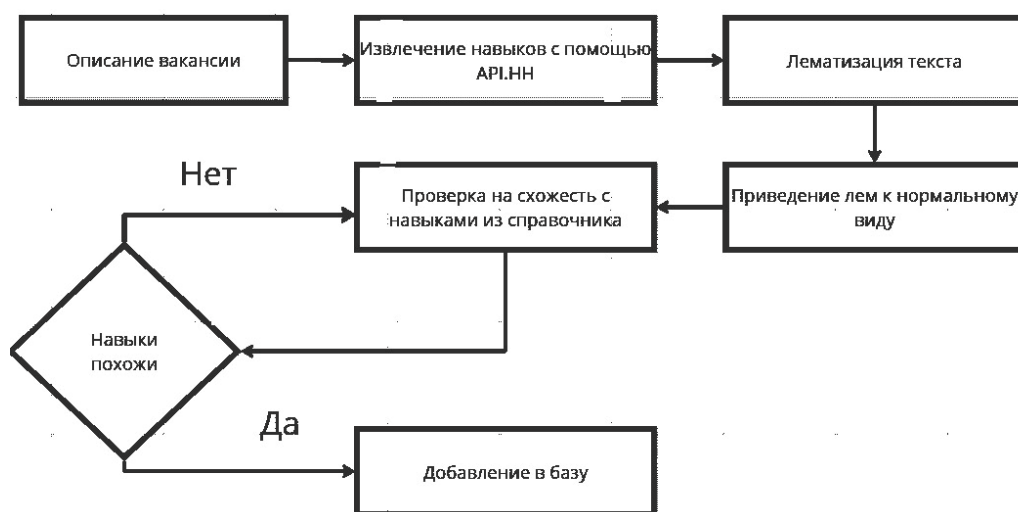 Описание вакансии
Извлечение навыков с помощью
API.HH
Лематизация текста
Приведение лем к нормальному
виду
Проверка на схожесть с
навыками из справочника
Нет
Навыки
похожи
Да
Добавление в базу